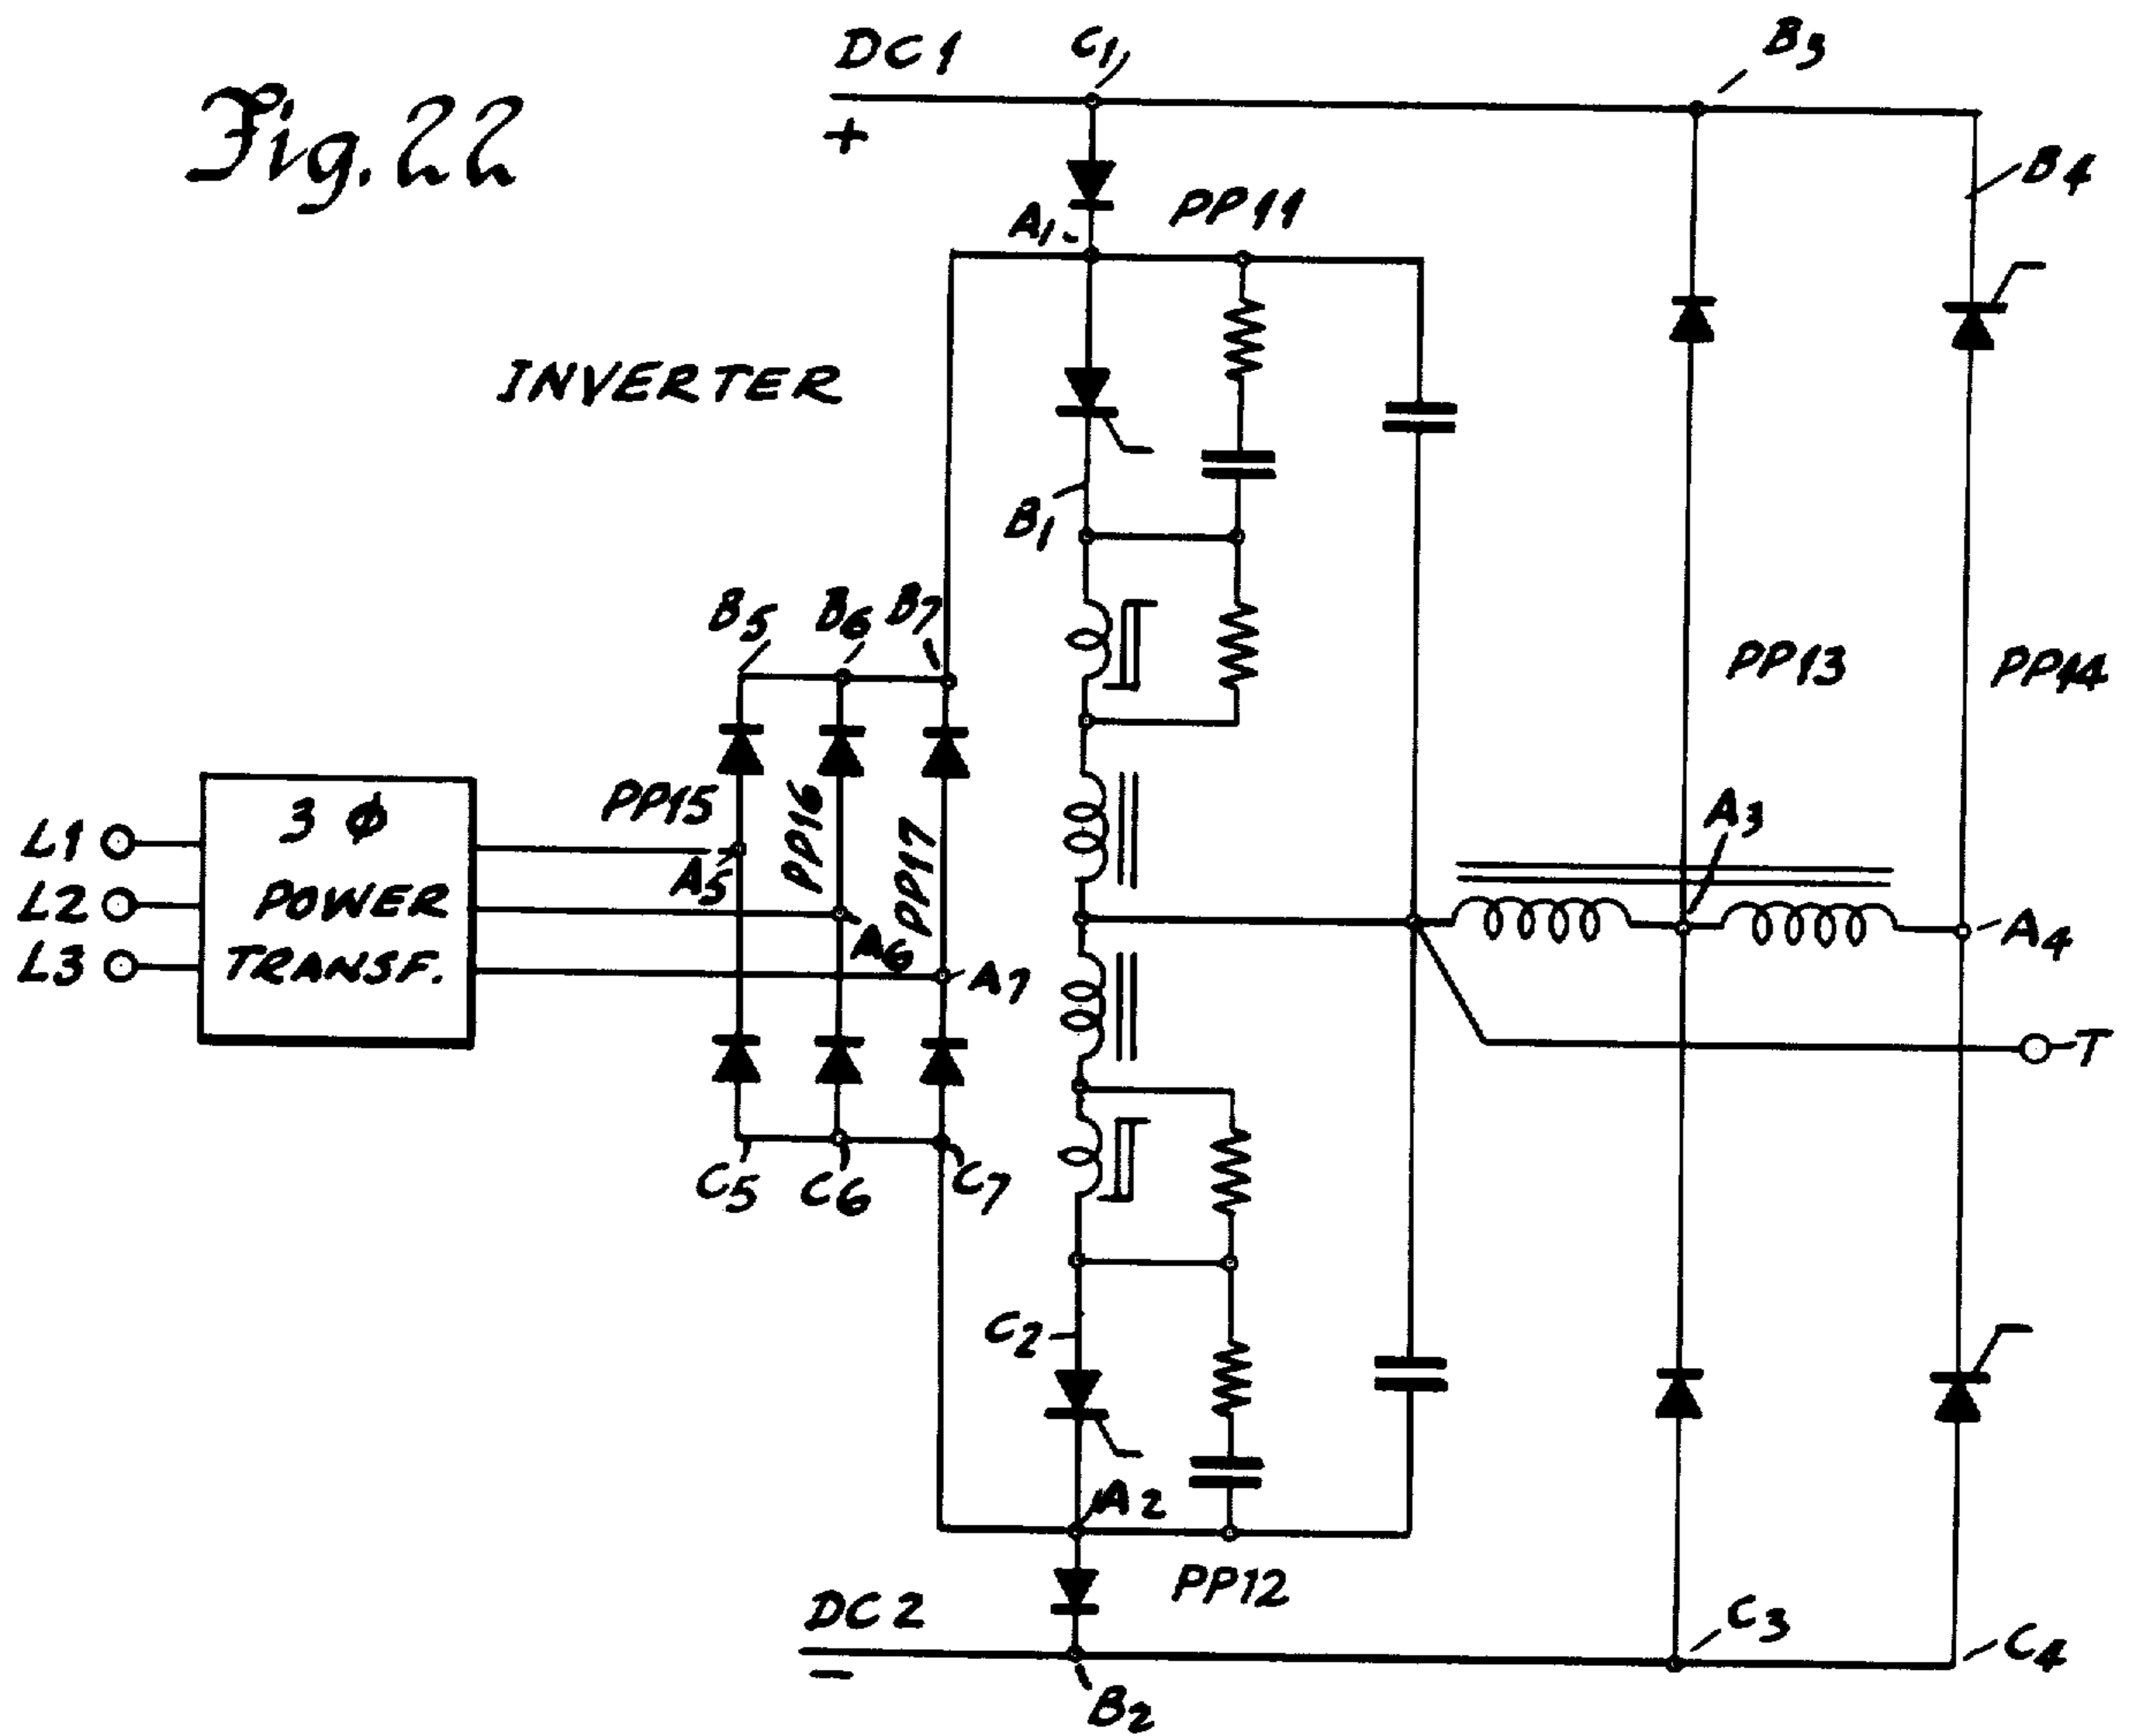 Fig. 22
DC1
C1
B3
+
B4
PP11
A1
INVERTER
B1
B5 B6 B7
PP13
PP14
3 ϕ
POWER
TRANSF.
L1
L2
L3
PP15
PP16
PP17
A5
A6
A7
A3
A4
T
C5 C6 C7
C2
A2
PP12
DC2
−
C3
C4
B2